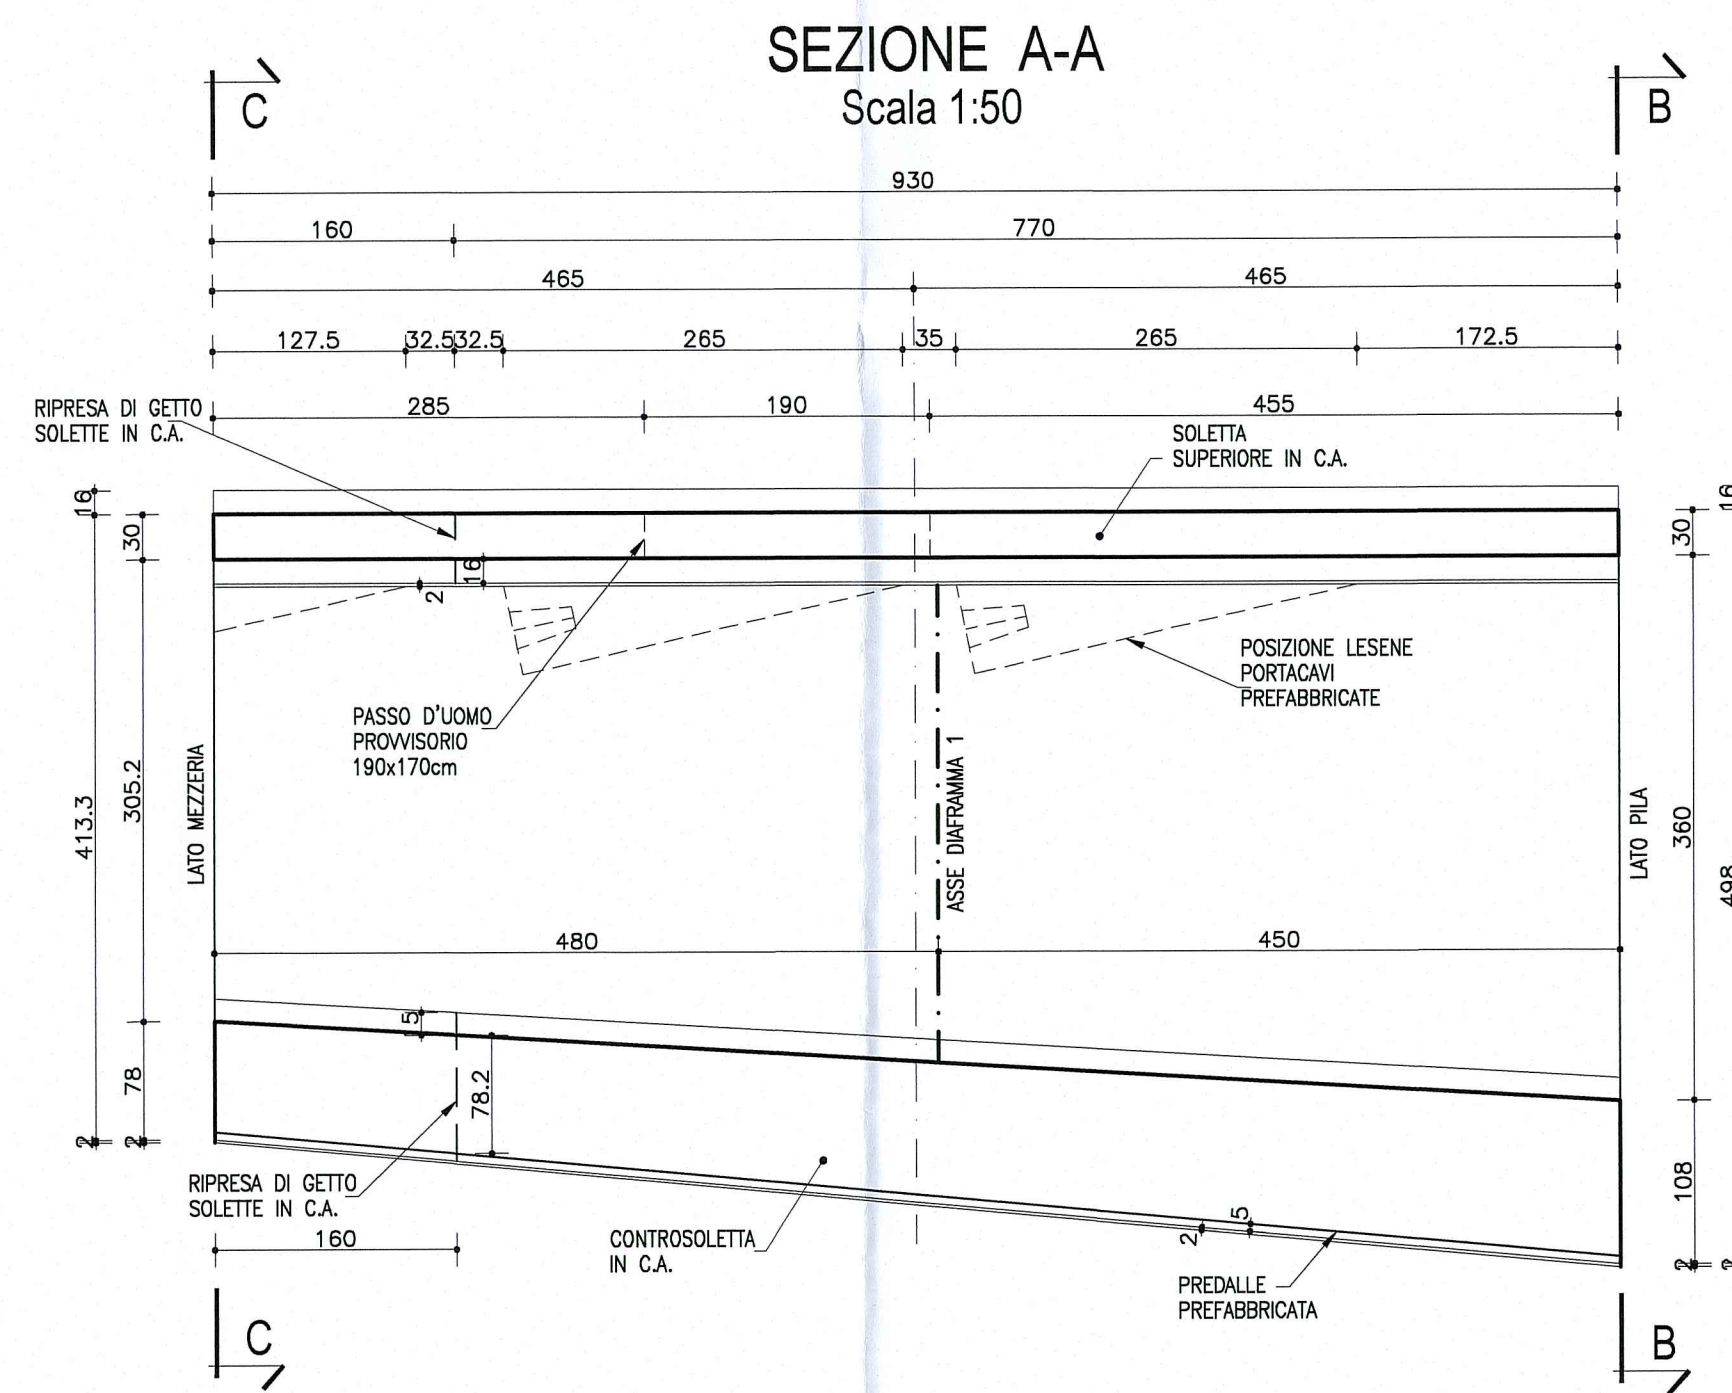 SEZIONE A-A
Scala 1:50
C
B
930
160
770
465
465
127.5
32.5
32.5
265
35
265
172.5
285
190
455
RIPRESA DI GETTO
SOLETTE IN C.A.
SOLETTA
SUPERIORE IN C.A.
16
30
16
2
30
16
POSIZIONE LESENE
PORTACAVI
PREFABBRICATE
PASSO D'UOMO
PROVVISORIO
190x170cm
LATO MEZZERIA
ASSE DIAFRAMMA 1
LATO PILA
413.3
305.2
360
498
480
450
5
78
78.2
108
2
2
2
2
RIPRESA DI GETTO
SOLETTE IN C.A.
160
CONTROSOLETTA
IN C.A.
2
5
PREDALLE
PREFABBRICATA
C
B